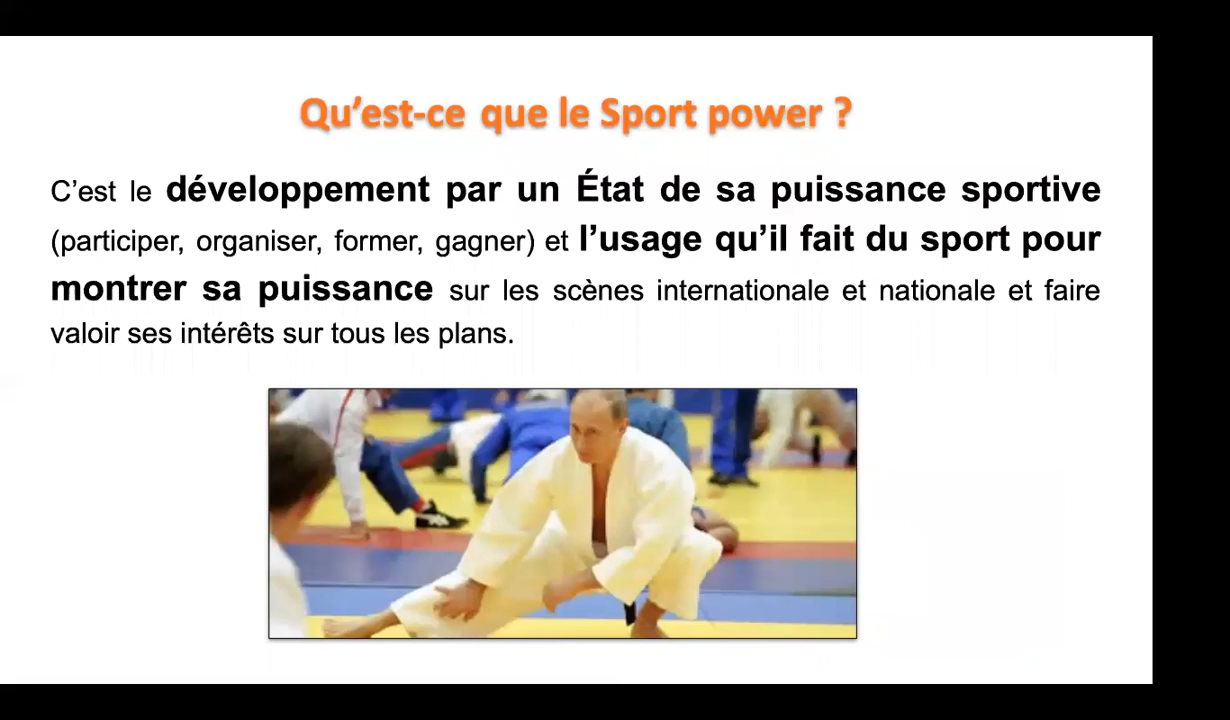 Qu’est-ce que le Sport power ?
C’est le développement par un État de sa puissance sportive
(participer, organiser, former, gagner) et l’usage qu’il fait du sport pour
montrer sa puissance sur les scènes internationale et nationale et faire
valoir ses intérêts sur tous les plans.